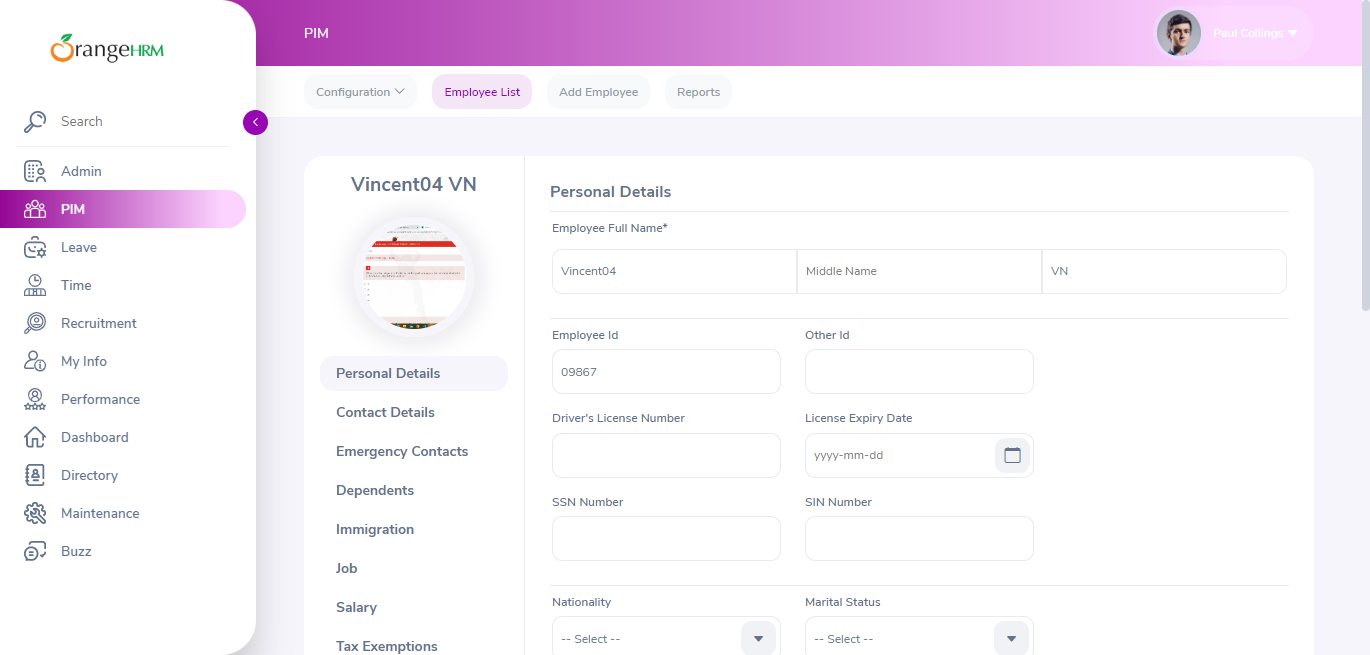 OrangeHRM
PIM
Paul Collings
Search
Configuration
Employee List
Add Employee
Reports
Admin
PIM
Leave
Time
Recruitment
My Info
Performance
Dashboard
Directory
Maintenance
Buzz
Vincent04 VN
Personal Details
Contact Details
Emergency Contacts
Dependents
Immigration
Job
Salary
Tax Exemptions
Personal Details
Employee Full Name*
Vincent04
Middle Name
VN
Employee Id
Other Id
09867
Driver's License Number
License Expiry Date
yyyy-mm-dd
SSN Number
SIN Number
Nationality
Marital Status
-- Select --
-- Select --